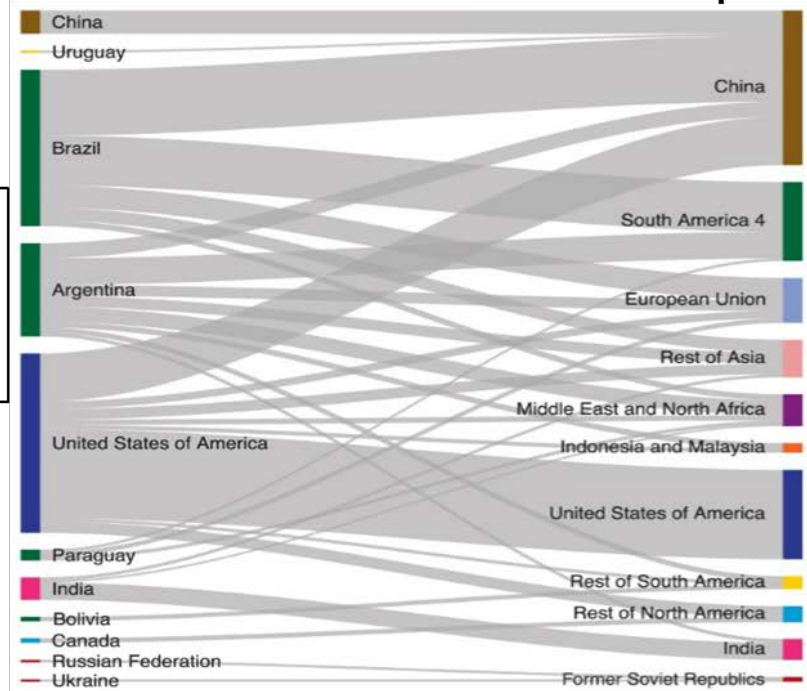 China
Uruguay
Brazil
Argentina
United States of America
Paraguay
India
Bolivia
Canada
Russian Federation
Ukraine
China
South America 4
European Union
Rest of Asia
Middle East and North Africa
Indonesia and Malaysia
United States of America
Rest of South America
Rest of North America
India
Former Soviet Republics